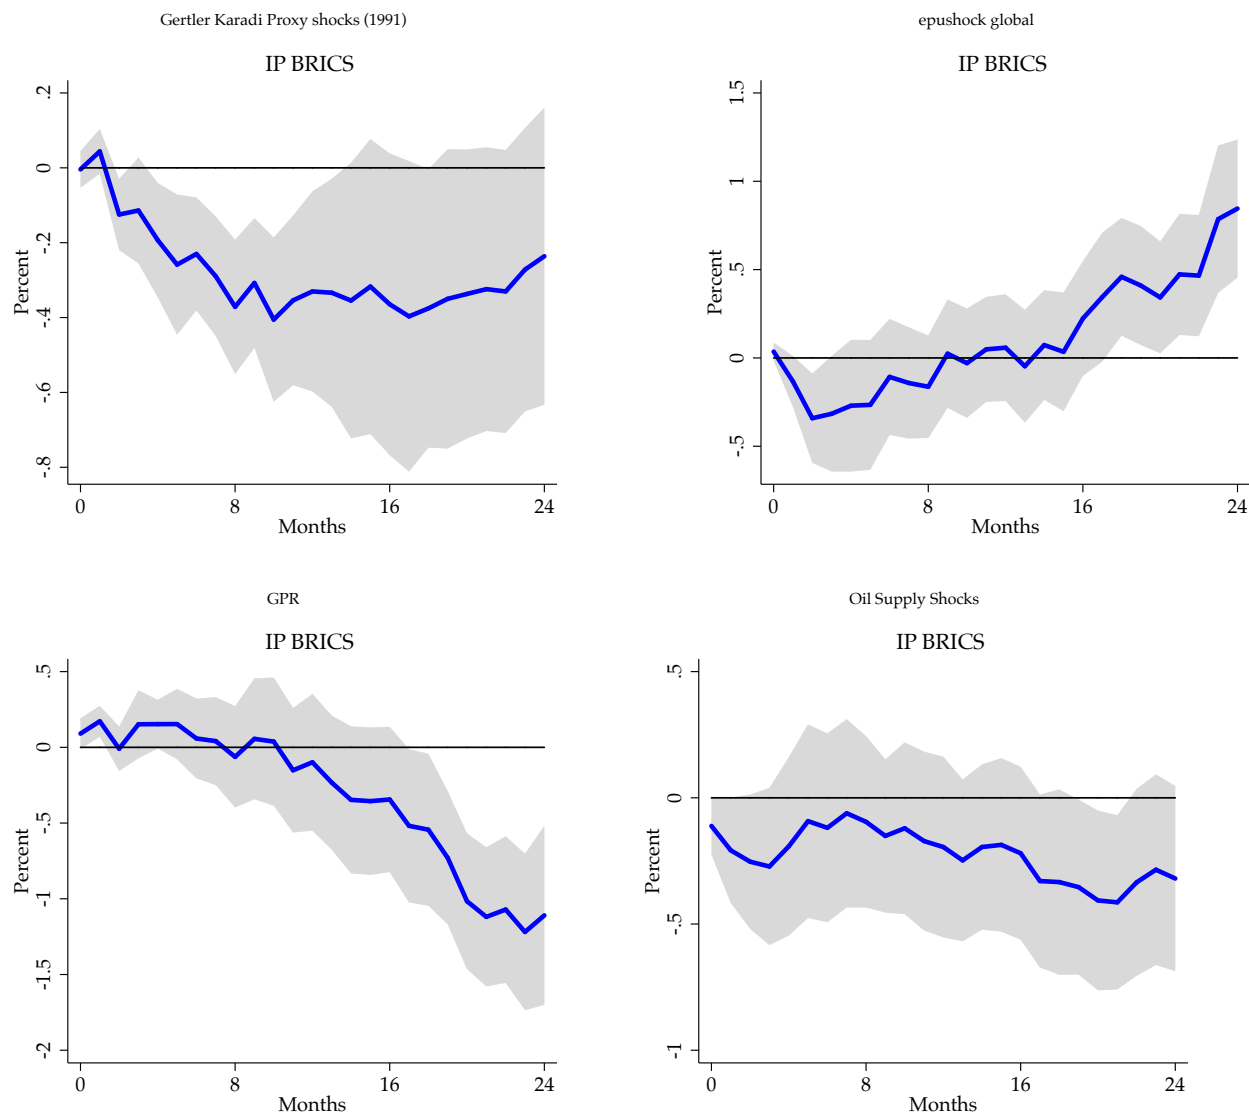 Gertler Karadi Proxy shocks (1991)
IP BRICS
.2
0
-.2
-.4
-.6
-.8
Percent
0 8 16 24
Months
epushock global
IP BRICS
1.5
1
.5
0
-.5
Percent
0 8 16 24
Months
GPR
IP BRICS
.5
0
-.5
-1
-1.5
-2
Percent
0 8 16 24
Months
Oil Supply Shocks
IP BRICS
.5
0
-.5
-1
Percent
0 8 16 24
Months